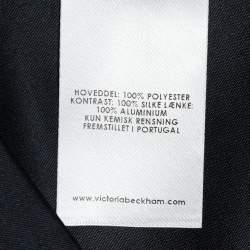 HOVEDDEL: 100% POLYESTER
KONTRAST: 100% SILKE LÆNKE:
100% ALUMINIUM
KUN KEMISK RENSNING
FREMSTILLET I PORTUGAL
www.victoriabeckham.com